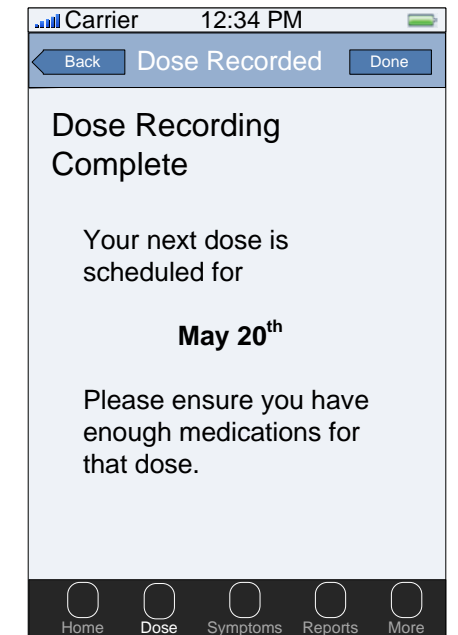 Carrier 12:34 PM
Back Dose Recorded Done
Dose Recording
Complete
Your next dose is
scheduled for
May 20th
Please ensure you have
enough medications for
that dose.
Home Dose Symptoms Reports More